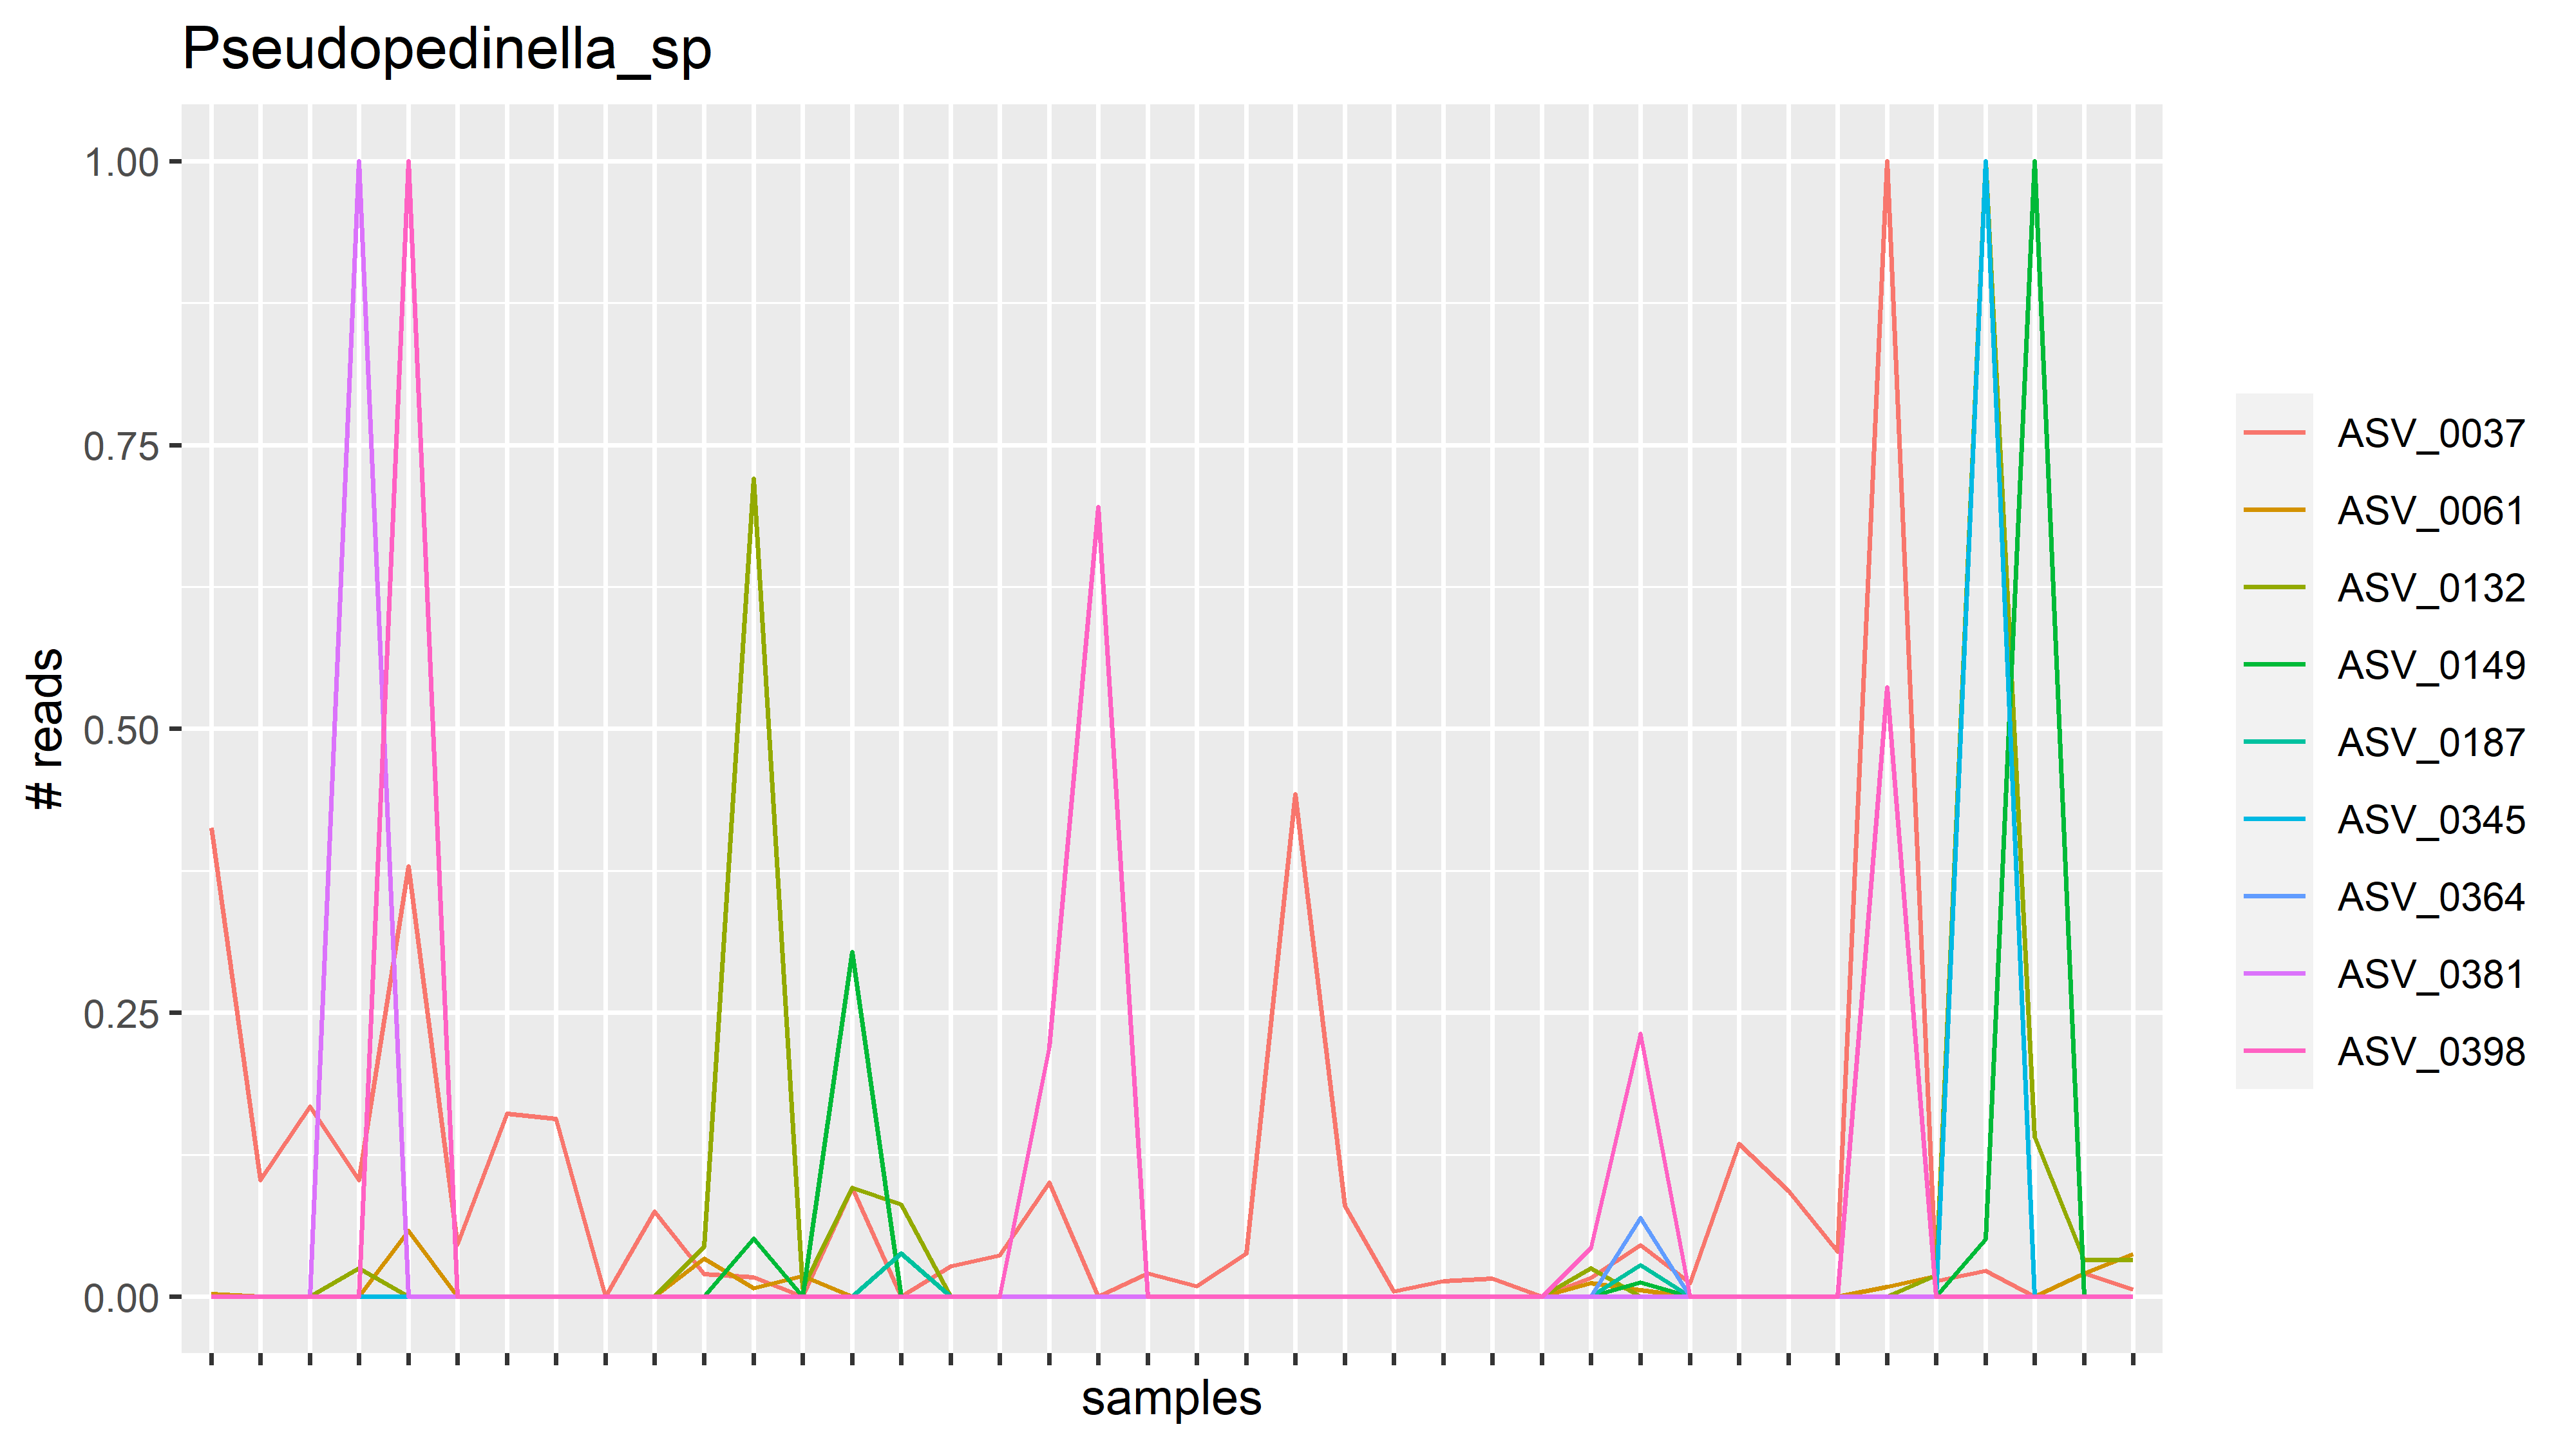 Pseudopedinella_sp
1.00
0.75
0.50
0.25
0.00
# reads
samples
ASV_0037
ASV_0061
ASV_0132
ASV_0149
ASV_0187
ASV_0345
ASV_0364
ASV_0381
ASV_0398